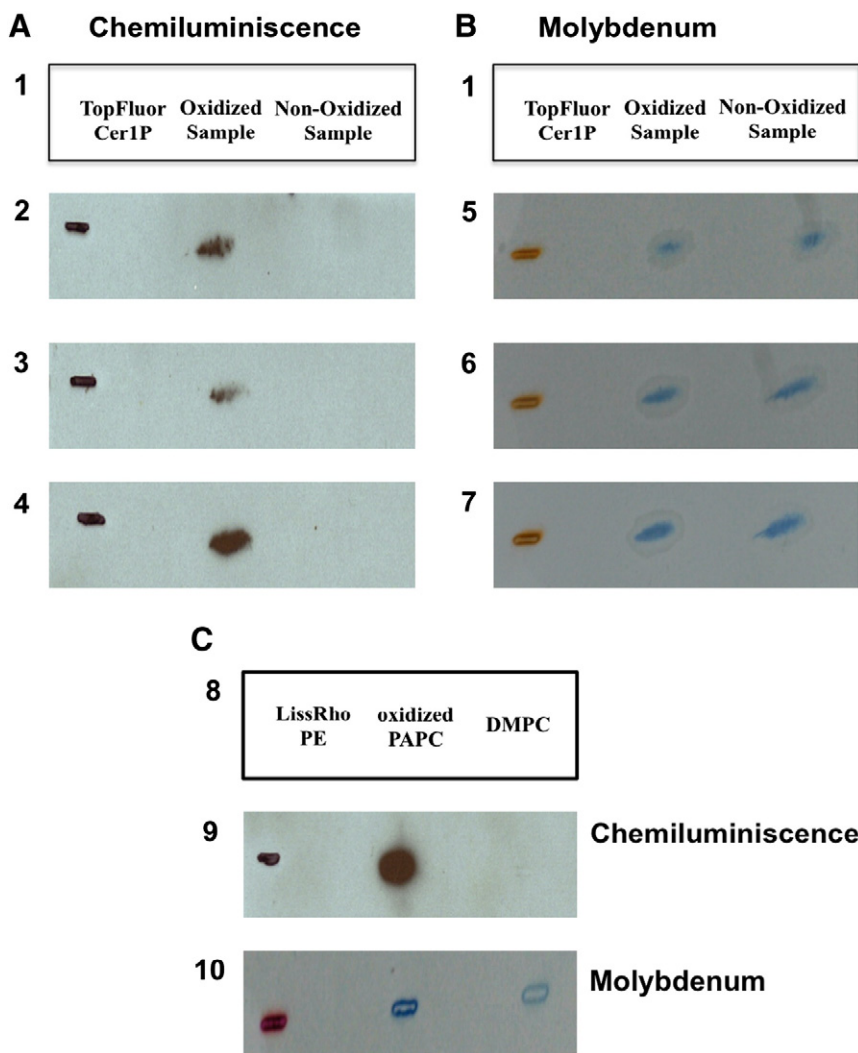 A Chemiluminiscence
B Molybdenum
1
TopFluor Oxidized Non-Oxidized
Cer1P Sample Sample
1
TopFluor Oxidized Non-Oxidized
Cer1P Sample Sample
2
3
4
5
6
7
C
8
LissRho oxidized DMPC
PE PAPC
9
Chemiluminiscence
10
Molybdenum